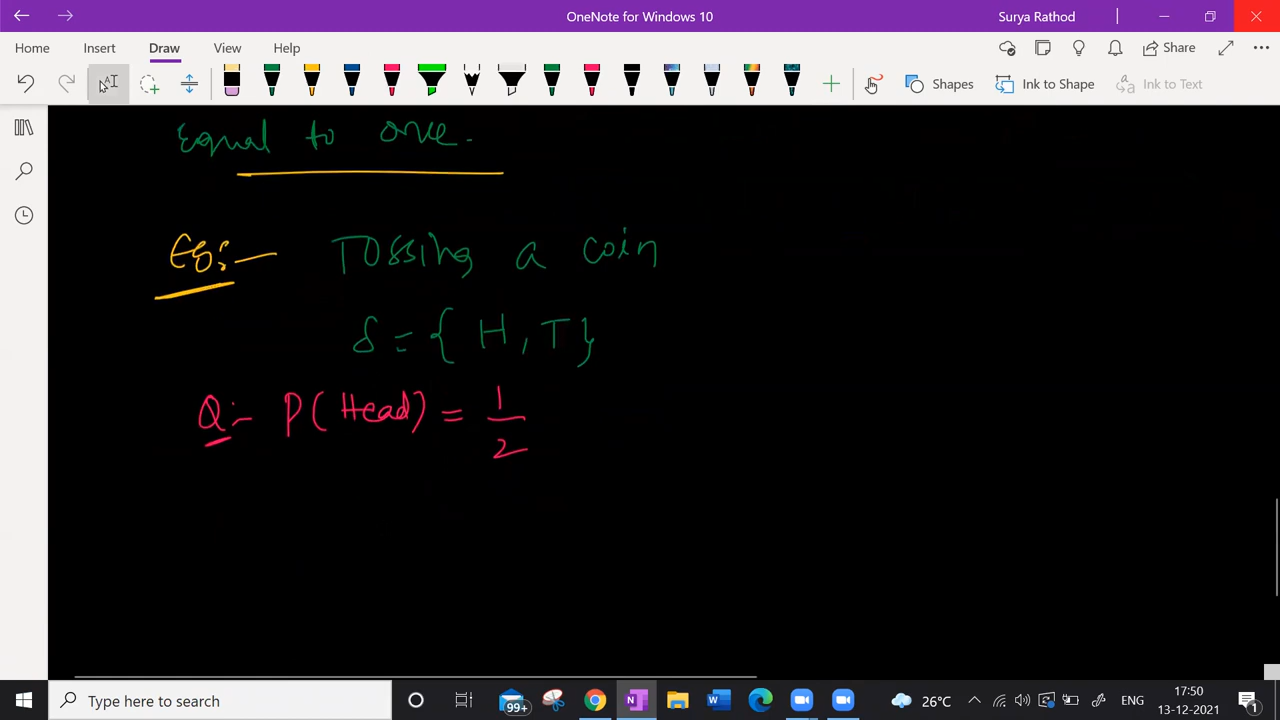 OneNote for Windows 10
Surya Rathod
Home Insert Draw View Help
Share
Shapes Ink to Shape Ink to Text
Equal to one.
Eg:- Tossing a coin
S = { H, T }
Q:- P(Head) = 1/2
Type here to search
99+
26°C
ENG
17:50
13-12-2021
1